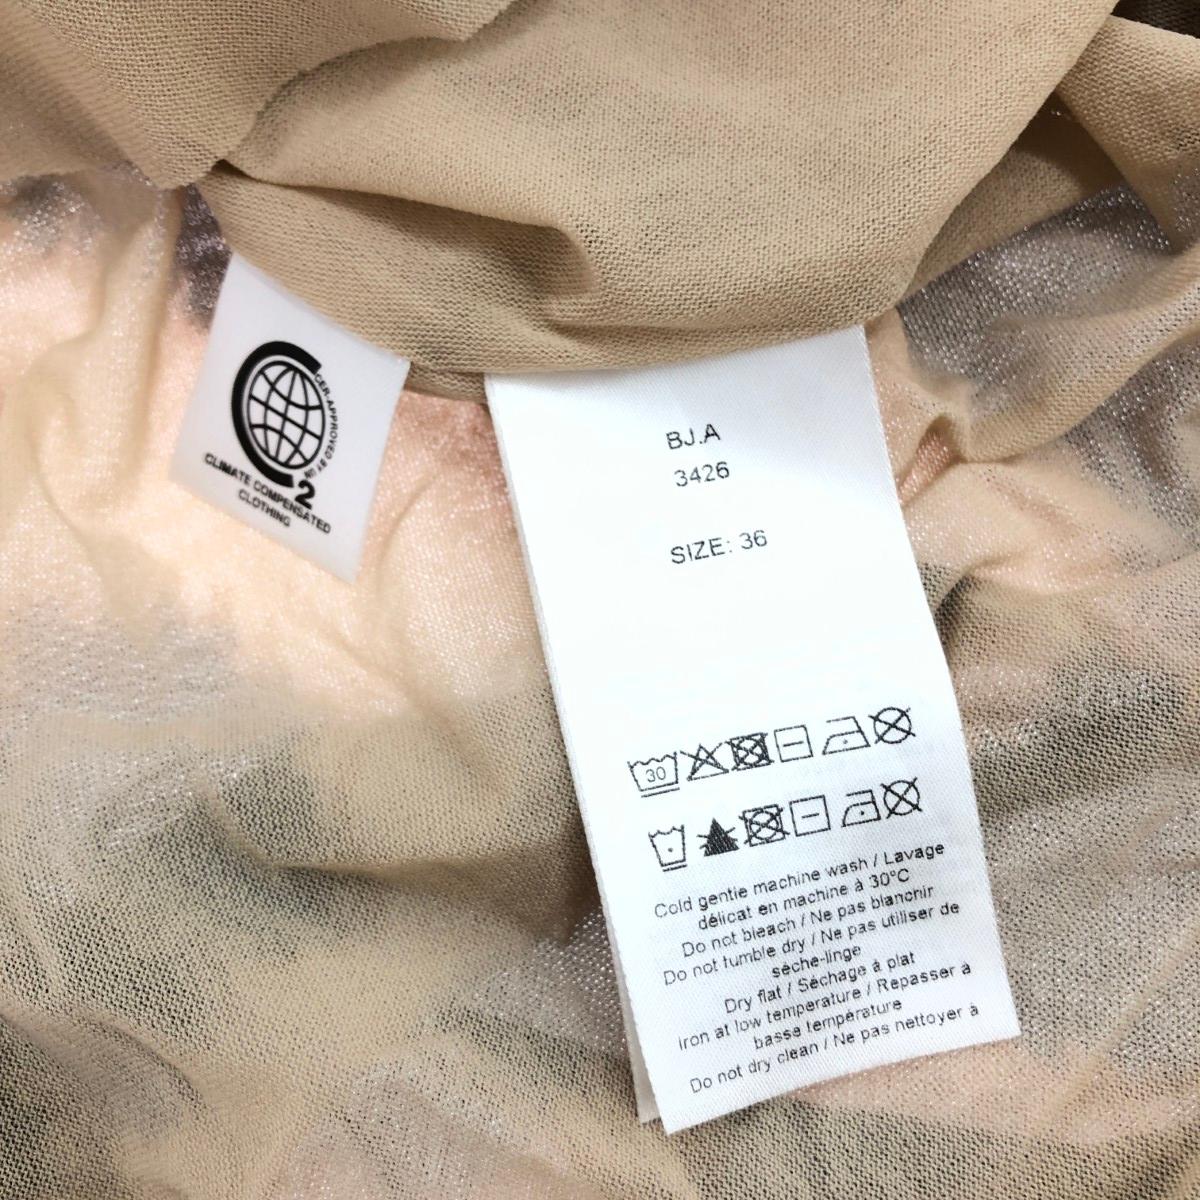 CER-APPROVED BY
2
CLIMATE COMPENSATED
CLOTHING
BJ.A
3426
SIZE: 36
30
Cold gentie machine wash / Lavage
délicat en machine à 30°C
Do not bleach / Ne pas blanchir
Do not tumble dry / Ne pas utiliser de
sèche-linge
Dry flat / Séchage à plat
iron at low temperature / Repasser à
basse température
Do not dry clean / Ne pas nettoyer à